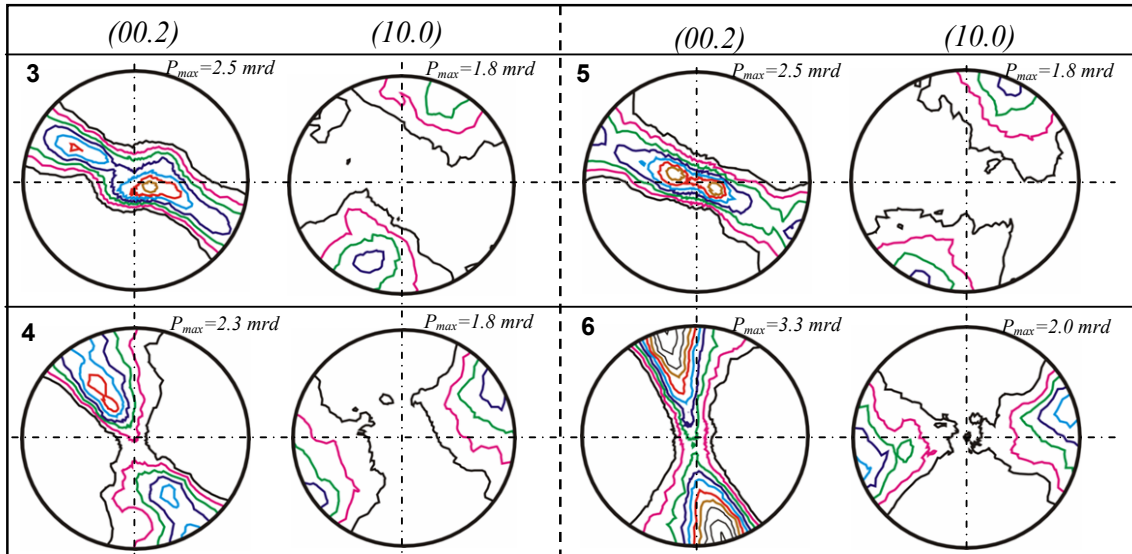 (00.2) (10.0) (00.2) (10.0)
3 Pmax=2.5 mrd Pmax=1.8 mrd 5 Pmax=2.5 mrd Pmax=1.8 mrd
4 Pmax=2.3 mrd Pmax=1.8 mrd 6 Pmax=3.3 mrd Pmax=2.0 mrd